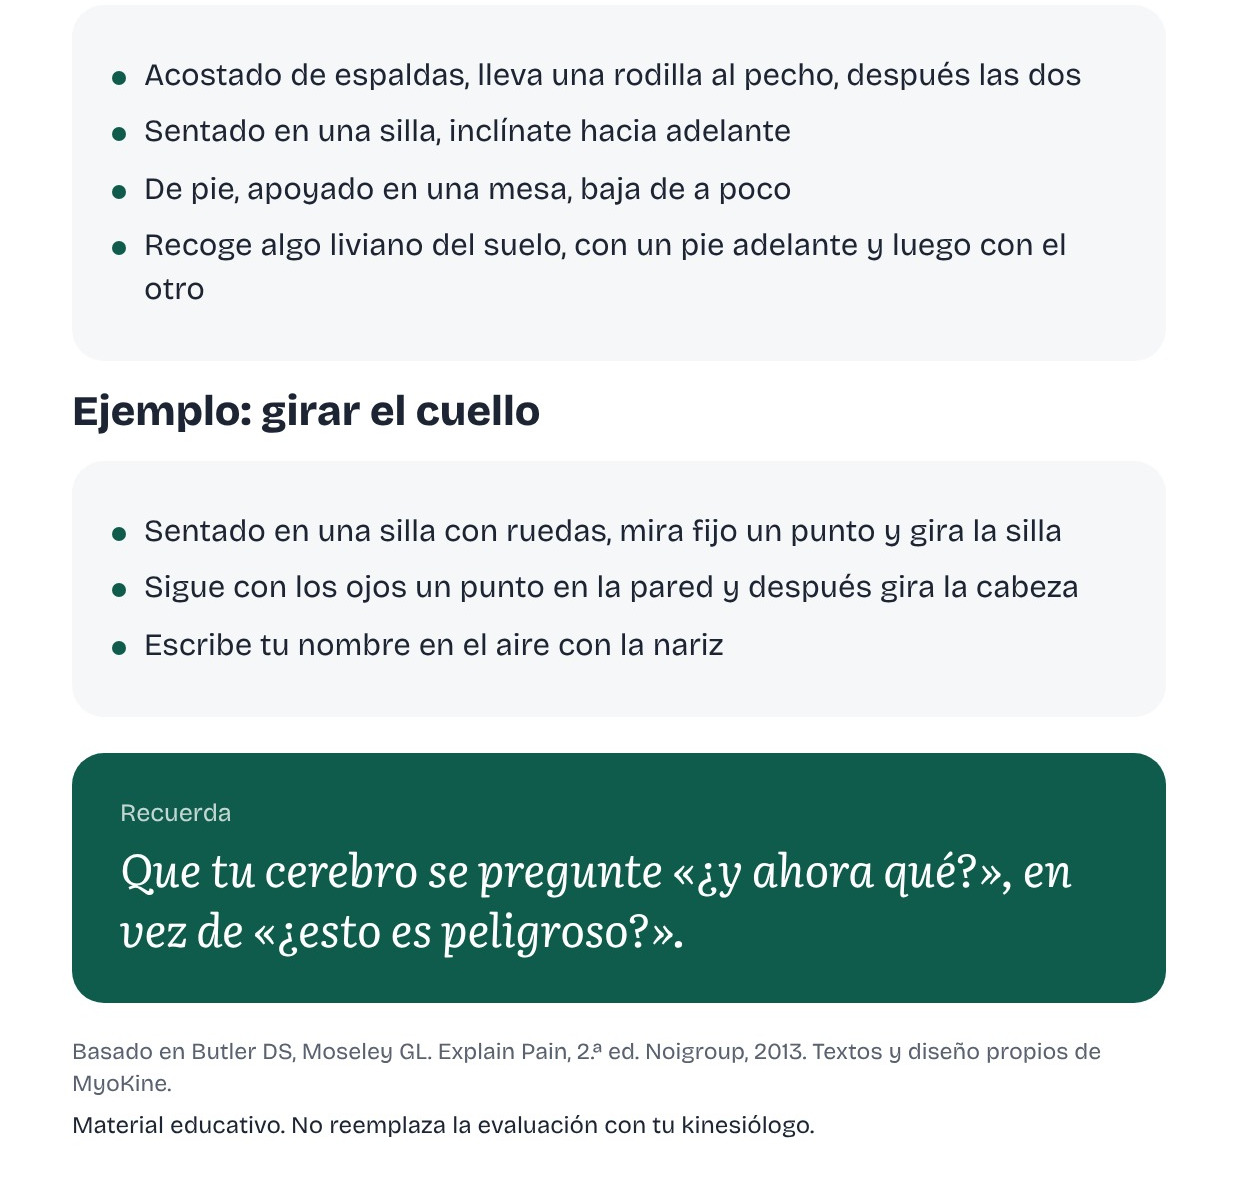 Acostado de espaldas, lleva una rodilla al pecho, después las dos
Sentado en una silla, inclínate hacia adelante
De pie, apoyado en una mesa, baja de a poco
Recoge algo liviano del suelo, con un pie adelante y luego con el
otro
Ejemplo: girar el cuello
Sentado en una silla con ruedas, mira fijo un punto y gira la silla
Sigue con los ojos un punto en la pared y después gira la cabeza
Escribe tu nombre en el aire con la nariz
Recuerda
Que tu cerebro se pregunte «¿y ahora qué?», en
vez de «¿esto es peligroso?».
Basado en Butler DS, Moseley GL. Explain Pain, 2.ª ed. Noigroup, 2013. Textos y diseño propios de
MyoKine.
Material educativo. No reemplaza la evaluación con tu kinesiólogo.